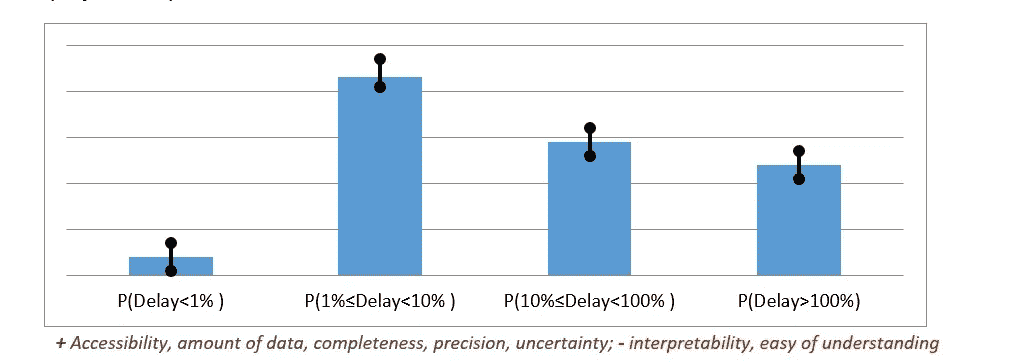 P(Delay<1% )
P(1%≤Delay<10% )
P(10%≤Delay<100% )
P(Delay>100%)
+ Accessibility, amount of data, completeness, precision, uncertainty; - interpretability, easy of understanding